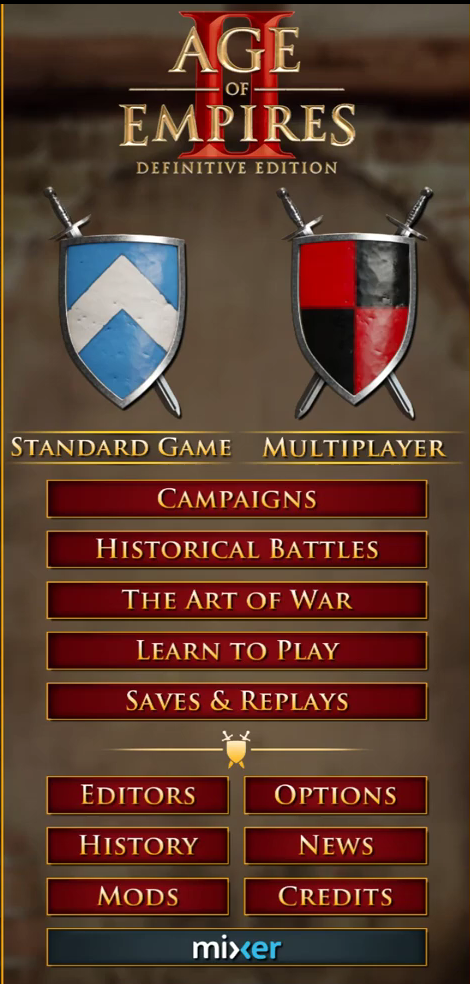 AGE
OF
EMPIRES
II
DEFINITIVE EDITION
STANDARD GAME MULTIPLAYER
CAMPAIGNS
HISTORICAL BATTLES
THE ART OF WAR
LEARN TO PLAY
SAVES & REPLAYS
EDITORS OPTIONS
HISTORY NEWS
MODS CREDITS
mixer